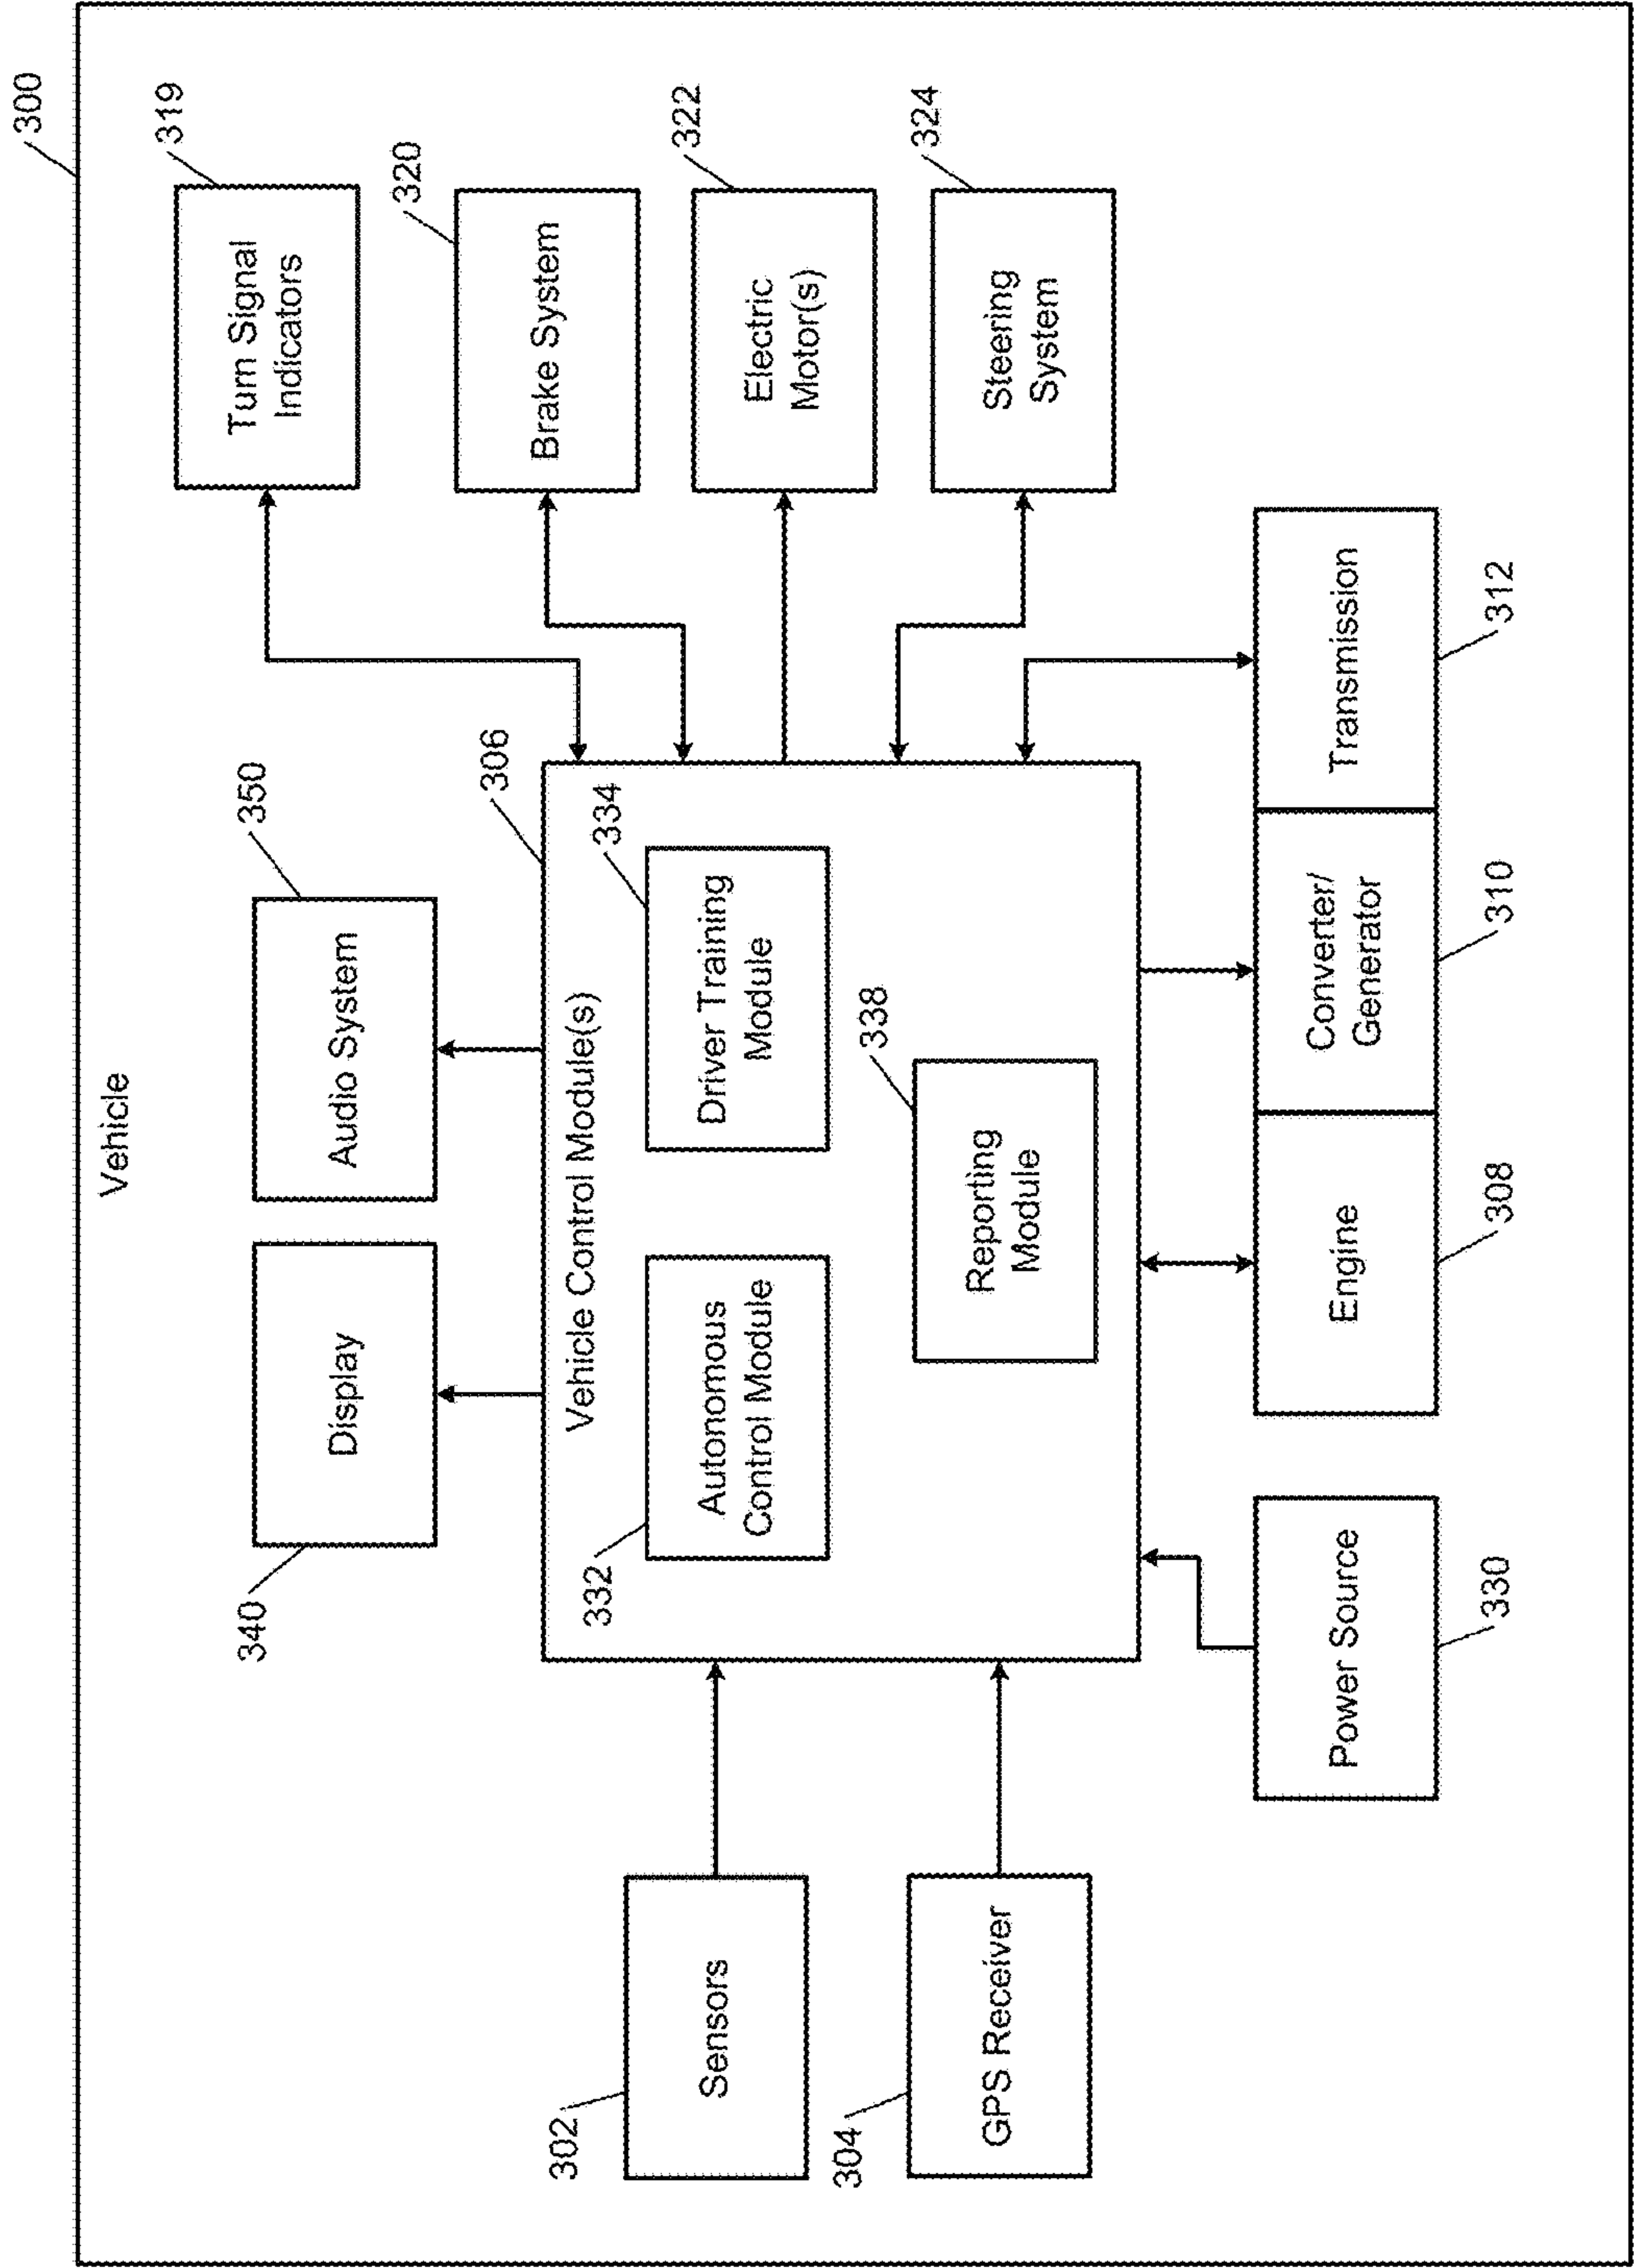 300
Vehicle
340
Display
350
Audio System
319
Turn Signal
Indicators
320
Brake System
322
Electric
Motor(s)
324
Steering
System
306
Vehicle Control Module(s)
332
Autonomous
Control Module
334
Driver Training
Module
338
Reporting
Module
302
Sensors
304
GPS Receiver
Power Source
330
Engine
308
Converter/
Generator
310
Transmission
312